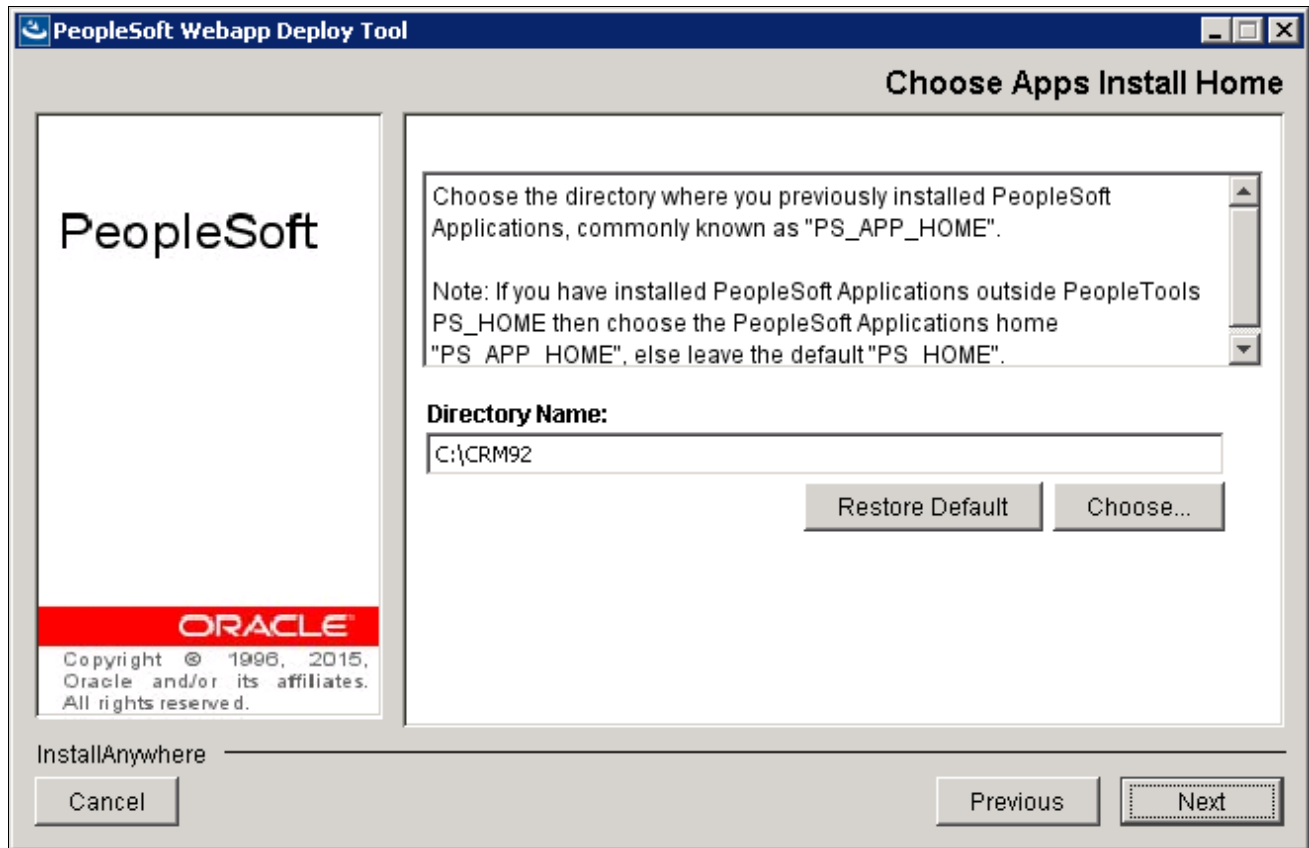 PeopleSoft Webapp Deploy Tool
Choose Apps Install Home
PeopleSoft
ORACLE
Copyright © 1996, 2015,
Oracle and/or its affiliates.
All rights reserved.
Choose the directory where you previously installed PeopleSoft
Applications, commonly known as "PS_APP_HOME".
Note: If you have installed PeopleSoft Applications outside PeopleTools
PS_HOME then choose the PeopleSoft Applications home
"PS_APP_HOME", else leave the default "PS_HOME".
Directory Name:
C:\CRM92
Restore Default
Choose...
InstallAnywhere
Cancel
Previous
Next